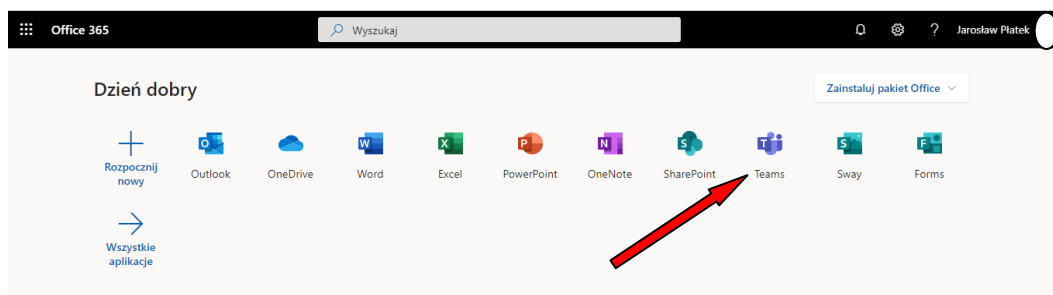 Office 365
Wyszukaj
? Jarosław Płatek
Dzień dobry
Zainstaluj pakiet Office
Rozpocznij
nowy
Outlook
OneDrive
Word
Excel
PowerPoint
OneNote
SharePoint
Teams
Sway
Forms
Wszystkie
aplikacje